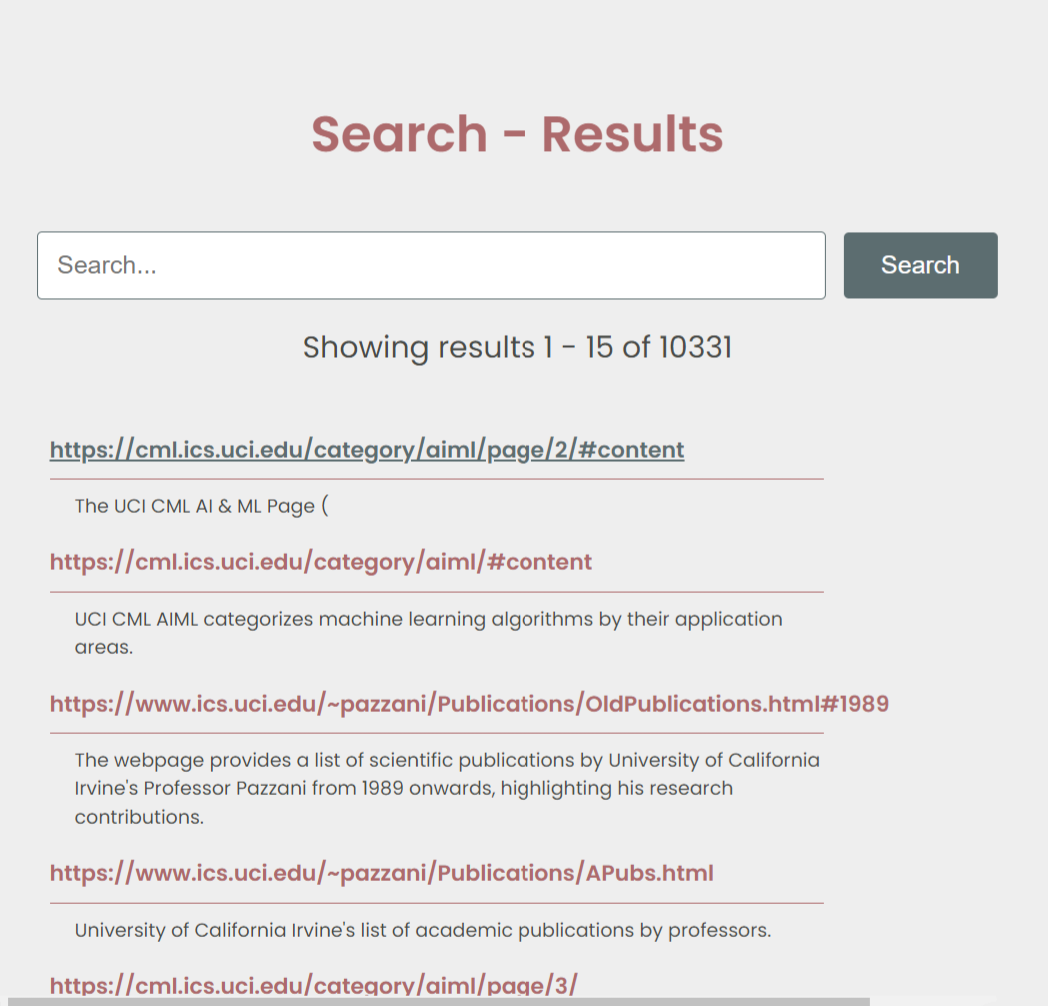 Search - Results
Search...
Search
Showing results 1 - 15 of 10331
https://cml.ics.uci.edu/category/aiml/page/2/#content
The UCI CML AI & ML Page (
https://cml.ics.uci.edu/category/aiml/#content
UCI CML AIML categorizes machine learning algorithms by their application
areas.
https://www.ics.uci.edu/~pazzani/Publications/OldPublications.html#1989
The webpage provides a list of scientific publications by University of California
Irvine's Professor Pazzani from 1989 onwards, highlighting his research
contributions.
https://www.ics.uci.edu/~pazzani/Publications/APubs.html
University of California Irvine's list of academic publications by professors.
https://cml.ics.uci.edu/category/aiml/page/3/